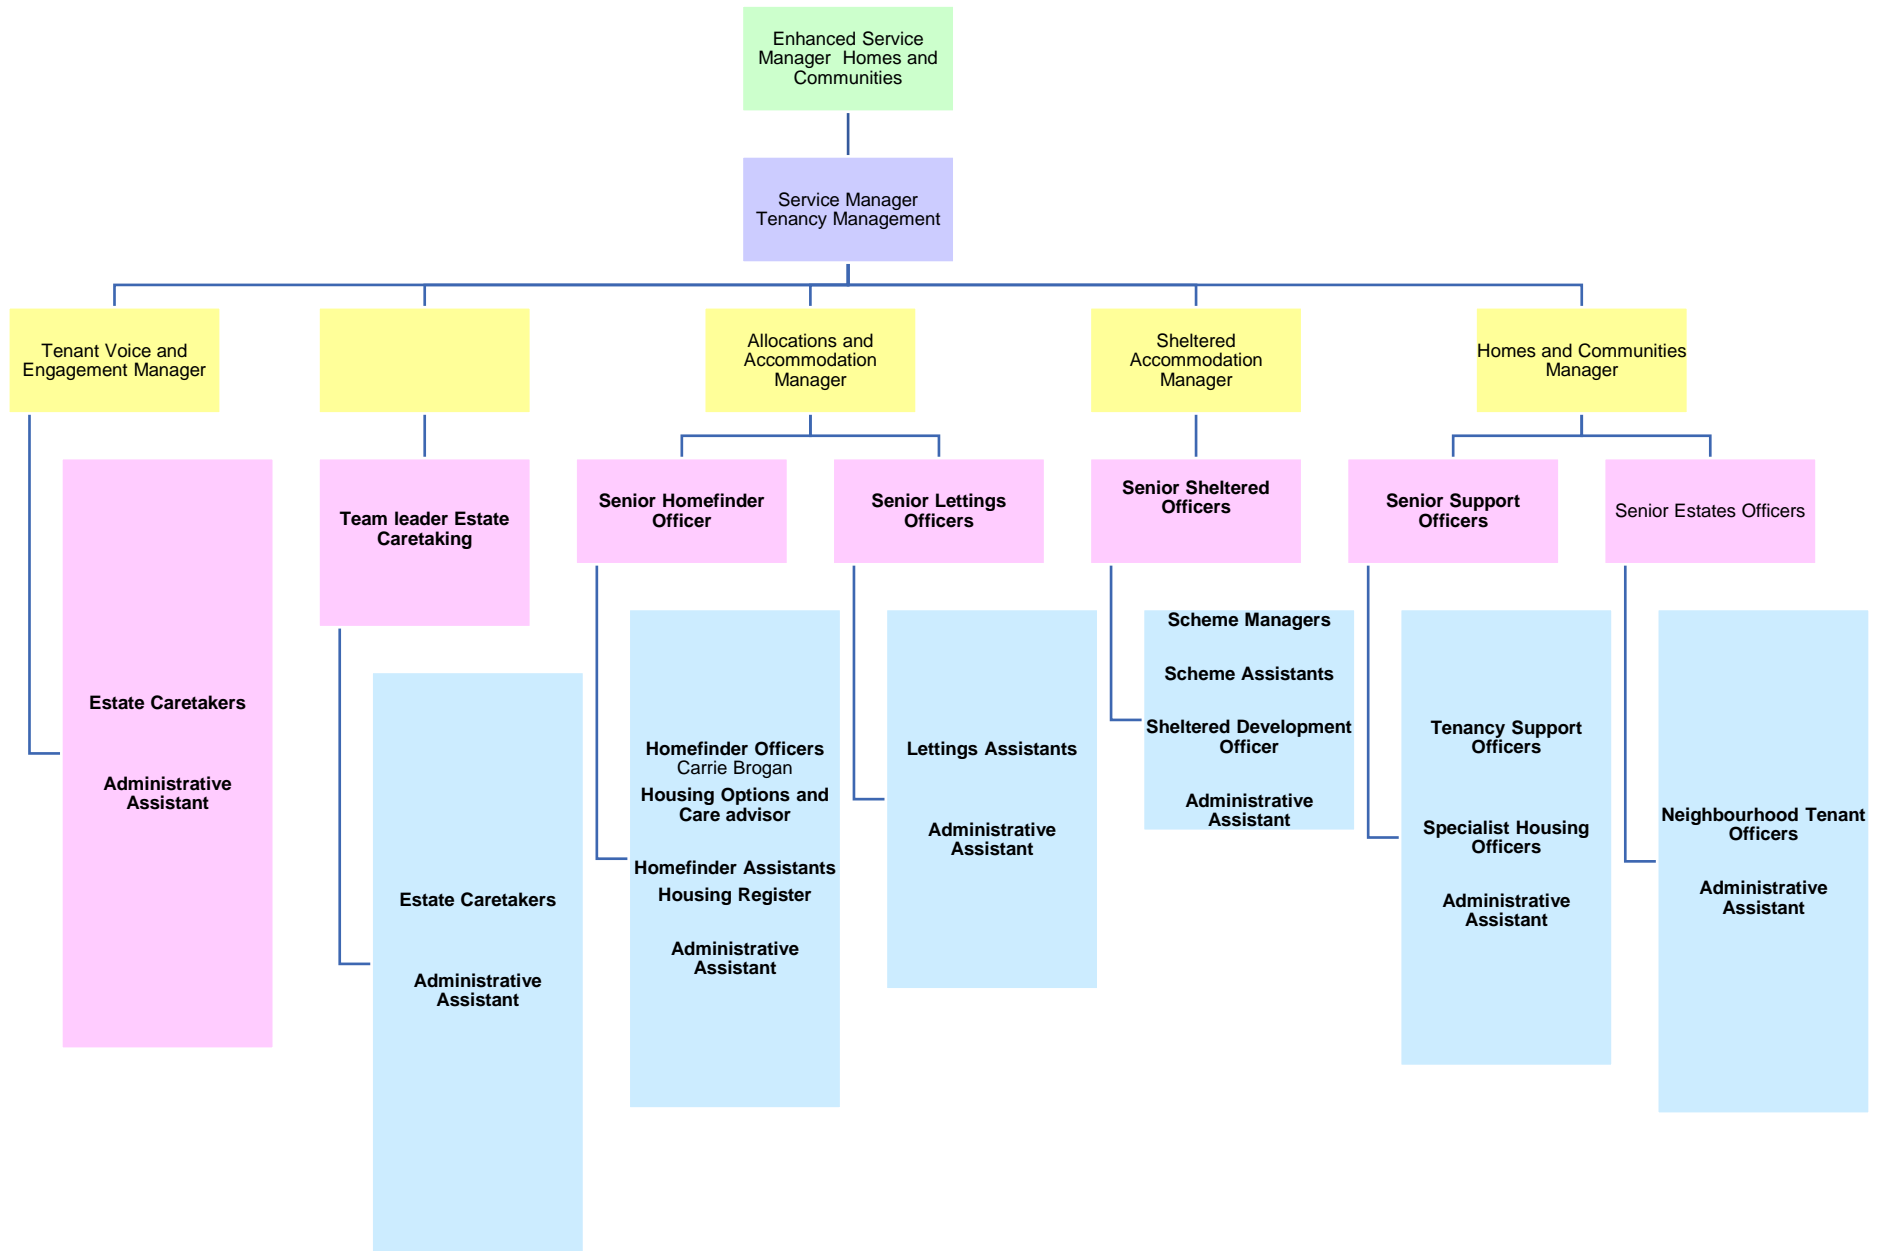 Enhanced Service
Manager  Homes and
Communities
Service Manager
Tenancy Management
Tenant Voice and
Engagement Manager
Allocations and
Accommodation
Manager
Sheltered
Accommodation
Manager
Homes and Communities
Manager
Estate Caretakers
Administrative
Assistant
Team leader Estate
Caretaking
Estate Caretakers
Administrative
Assistant
Senior Homefinder
Officer
Homefinder Officers
Carrie Brogan
Housing Options and
Care advisor
Homefinder Assistants
Housing Register
Administrative
Assistant
Senior Lettings
Officers
Lettings Assistants
Administrative
Assistant
Senior Sheltered
Officers
Scheme Managers
Scheme Assistants
Sheltered Development
Officer
Administrative
Assistant
Senior Support
Officers
Tenancy Support
Officers
Specialist Housing
Officers
Administrative
Assistant
Senior Estates Officers
Neighbourhood Tenant
Officers
Administrative
Assistant